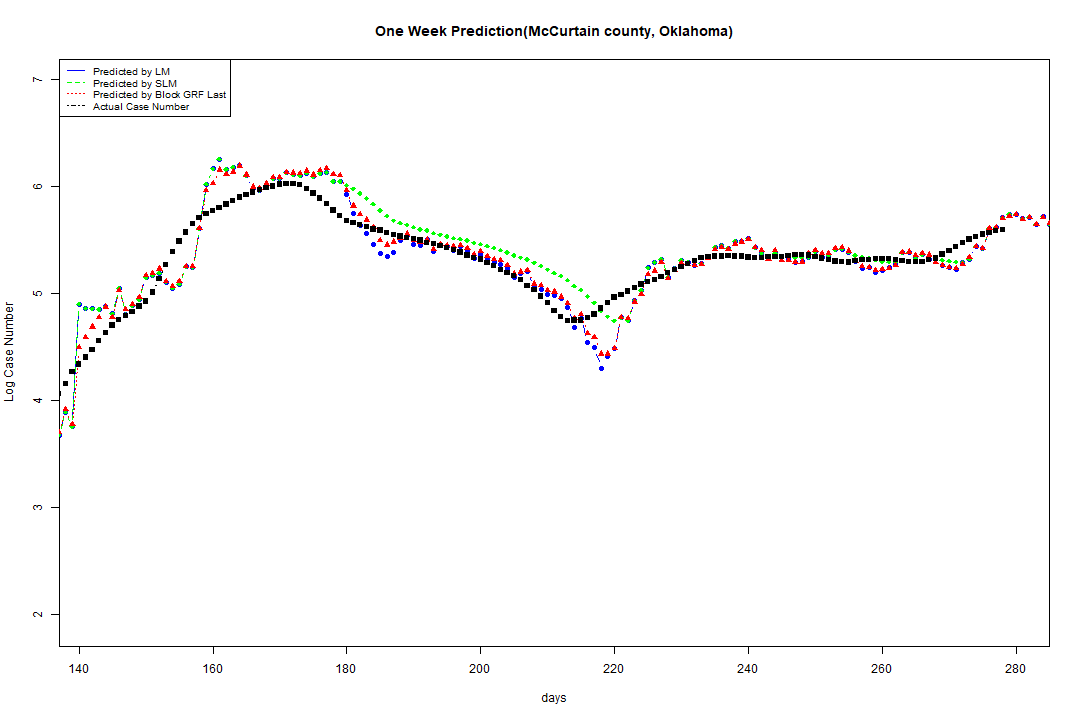 One Week Prediction(McCurtain county, Oklahoma)
Predicted by LM
Predicted by SLM
Predicted by Block GRF Last
Actual Case Number
7
6
5
4
3
2
Log Case Number
140 160 180 200 220 240 260 280
days